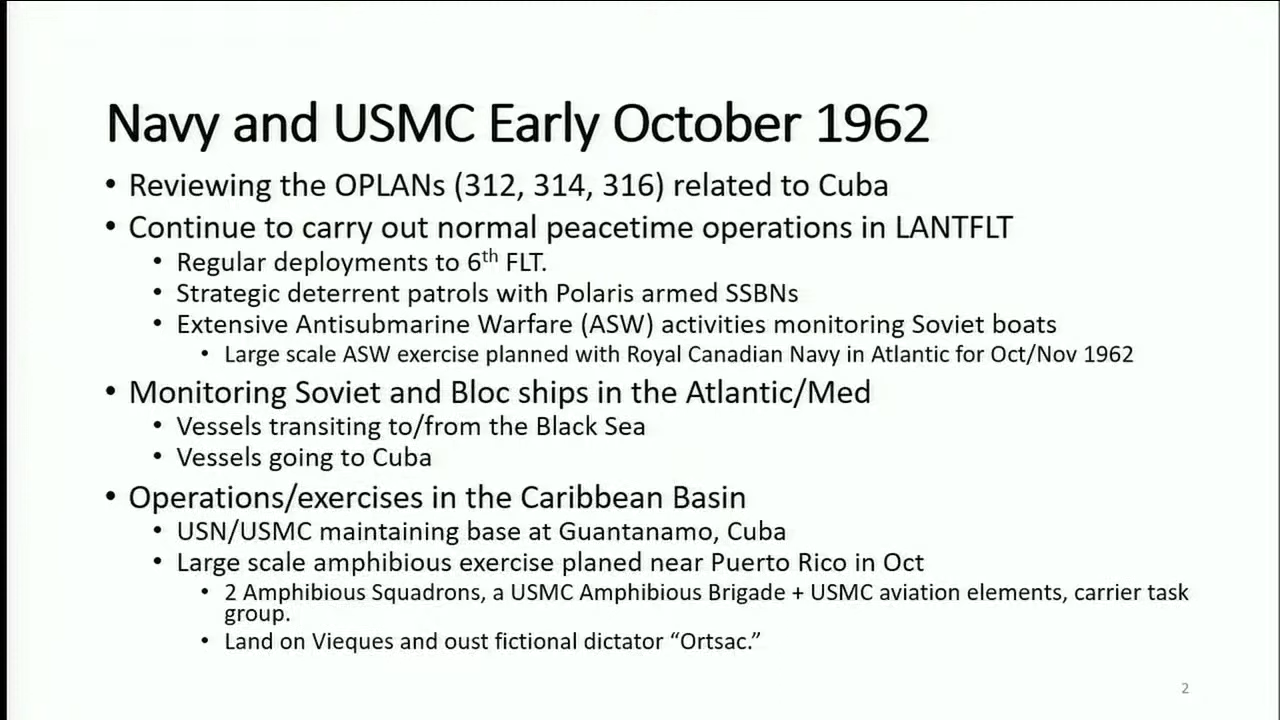 Navy and USMC Early October 1962
• Reviewing the OPLANs (312, 314, 316) related to Cuba
• Continue to carry out normal peacetime operations in LANTFLT
• Regular deployments to 6th FLT.
• Strategic deterrent patrols with Polaris armed SSBNs
• Extensive Antisubmarine Warfare (ASW) activities monitoring Soviet boats
• Large scale ASW exercise planned with Royal Canadian Navy in Atlantic for Oct/Nov 1962
• Monitoring Soviet and Bloc ships in the Atlantic/Med
• Vessels transiting to/from the Black Sea
• Vessels going to Cuba
• Operations/exercises in the Caribbean Basin
• USN/USMC maintaining base at Guantanamo, Cuba
• Large scale amphibious exercise planed near Puerto Rico in Oct
• 2 Amphibious Squadrons, a USMC Amphibious Brigade + USMC aviation elements, carrier task
group.
• Land on Vieques and oust fictional dictator “Ortsac.”
2